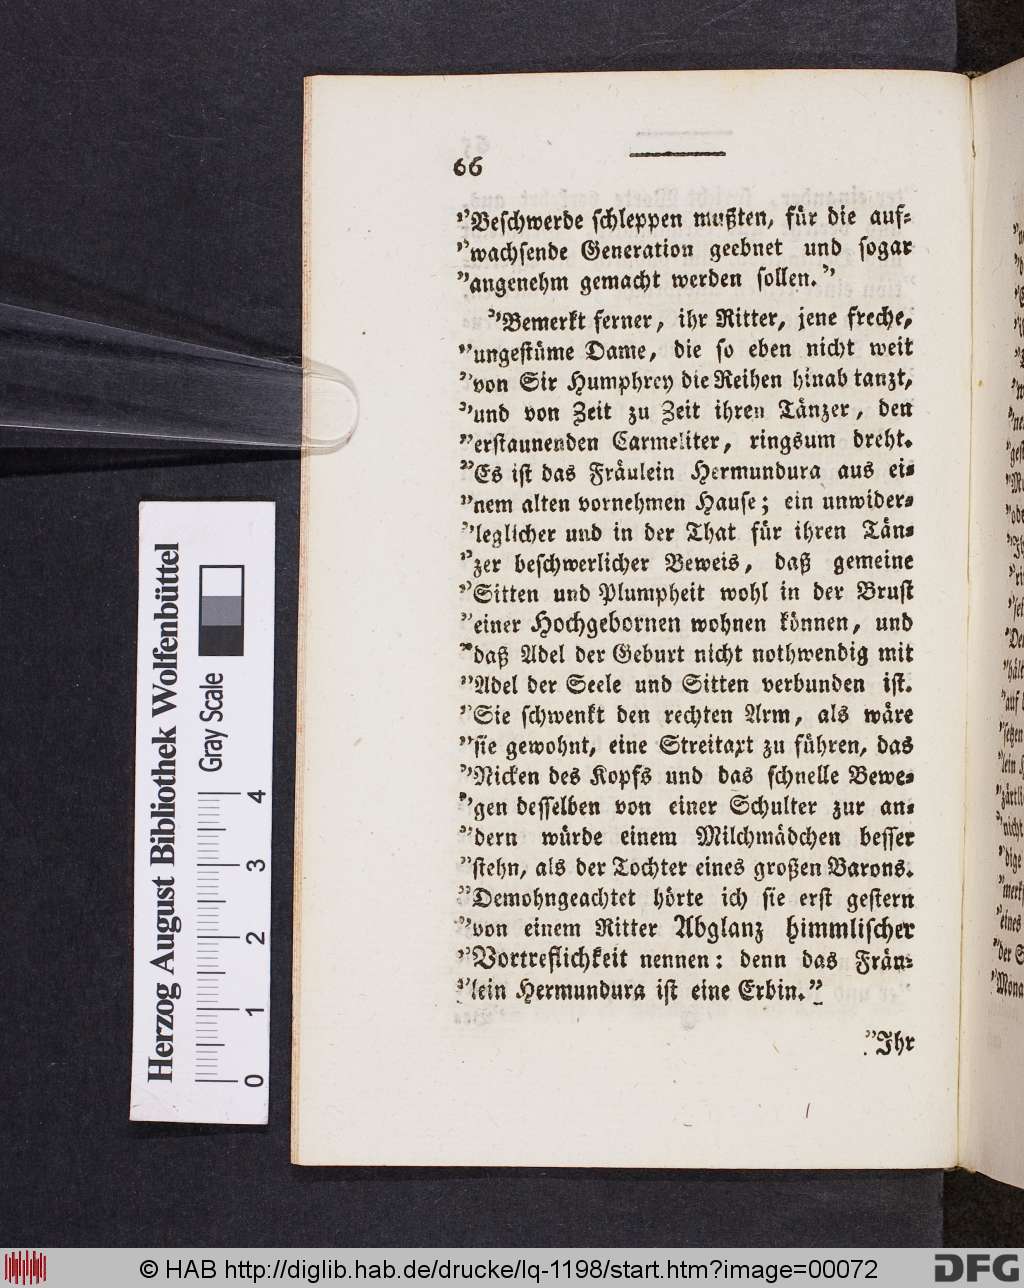 66
”Beschwerde schleppen mußten, für die auf-
”wachsende Generation geebnet und sogar
”angenehm gemacht werden sollen.”
”Bemerkt ferner, ihr Ritter, jene freche,
”ungestüme Dame, die so eben nicht weit
”von Sir Humphrey die Reihen hinab tanzt,
”und von Zeit zu Zeit ihren Tänzer, den
”erstaunenden Carmeliter, ringsum dreht.
”Es ist das Fräulein Hermundura aus ei-
”nem alten vornehmen Hause; ein unwider-
”leglicher und in der That für ihren Tän-
”zer beschwerlicher Beweis, daß gemeine
”Sitten und Plumpheit wohl in der Brust
”einer Hochgebornen wohnen können, und
”daß Adel der Geburt nicht nothwendig mit
”Adel der Seele und Sitten verbunden ist.
”Sie schwenkt den rechten Arm, als wäre
”sie gewohnt, eine Streitaxt zu führen, das
”Nicken des Kopfs und das schnelle Bewe-
”gen desselben von einer Schulter zur an-
”dern würde einem Milchmädchen besser
”stehn, als der Tochter eines großen Barons.
”Demohngeachtet hörte ich sie erst gestern
”von einem Ritter Abglanz himmlischer
”Vortreflichkeit nennen: denn das Fräu-
”lein Hermundura ist eine Erbin.”
”Ihr
Herzog August Bibliothek Wolfenbüttel
Gray Scale
0 1 2 3 4
© HAB http://diglib.hab.de/drucke/lq-1198/start.htm?image=00072
DFG